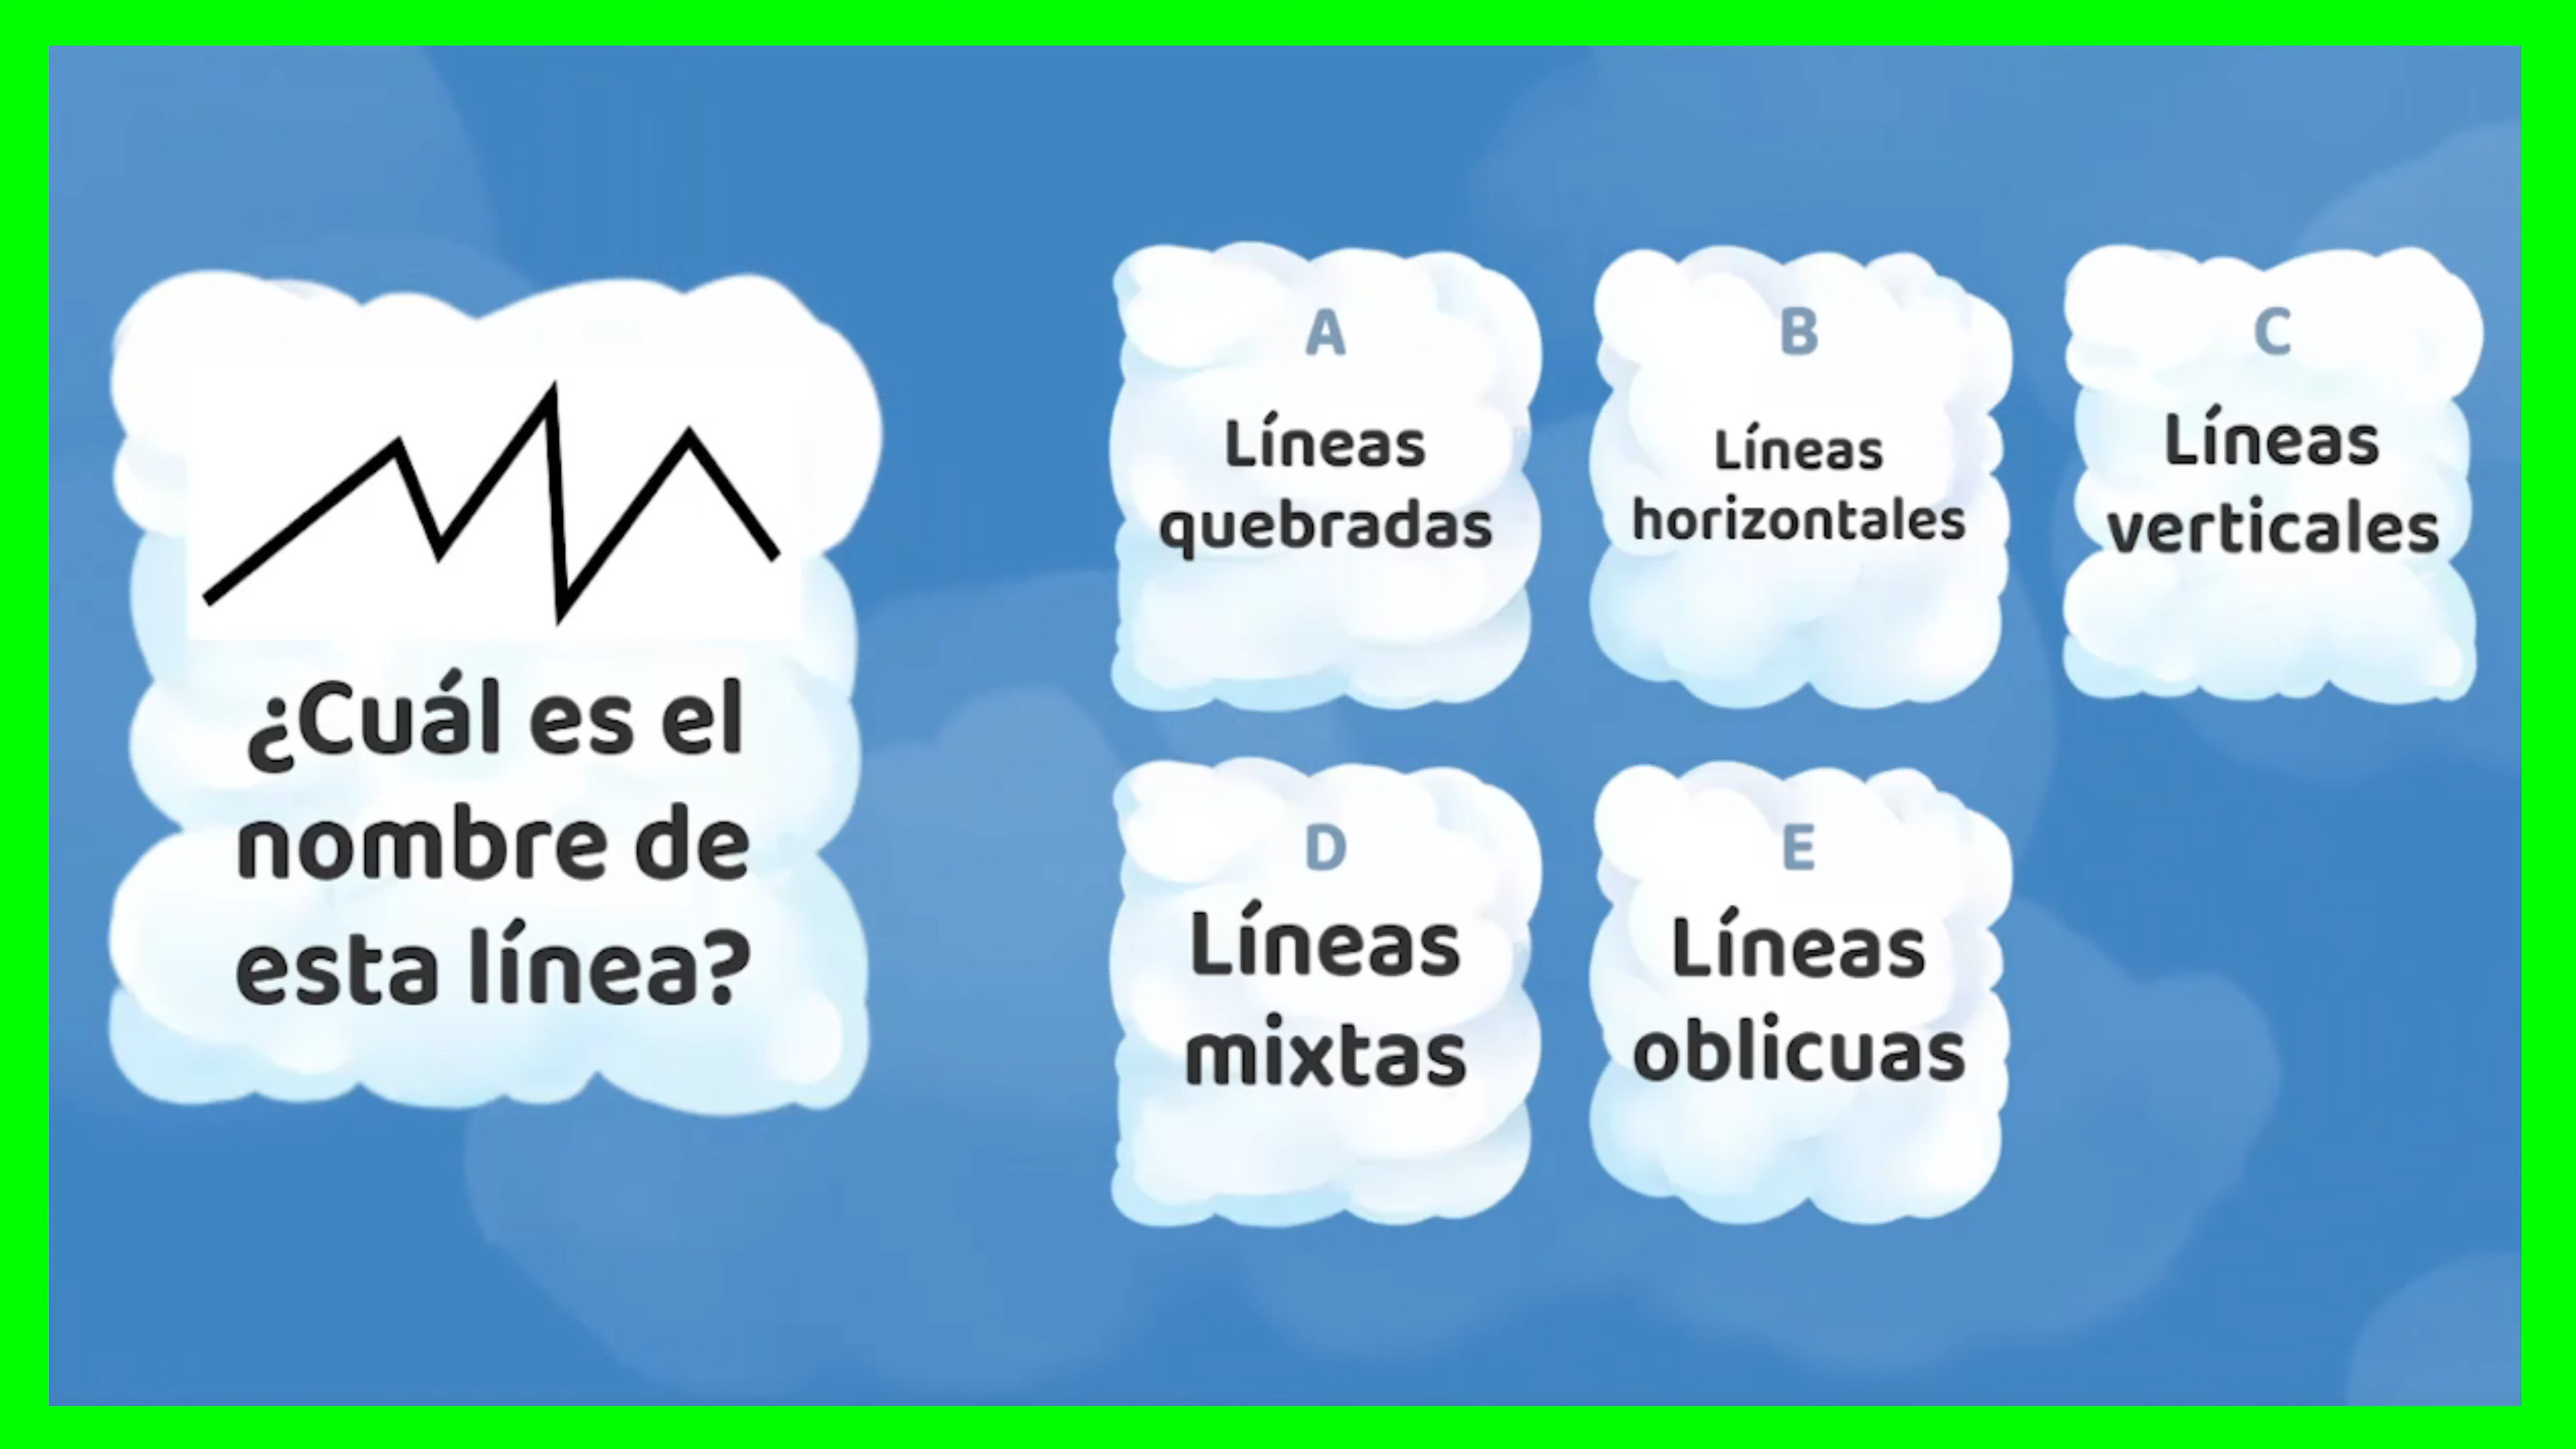 ¿Cuál es el
nombre de
esta línea?
A
Líneas
quebradas
B
Líneas
horizontales
C
Líneas
verticales
D
Líneas
mixtas
E
Líneas
oblicuas